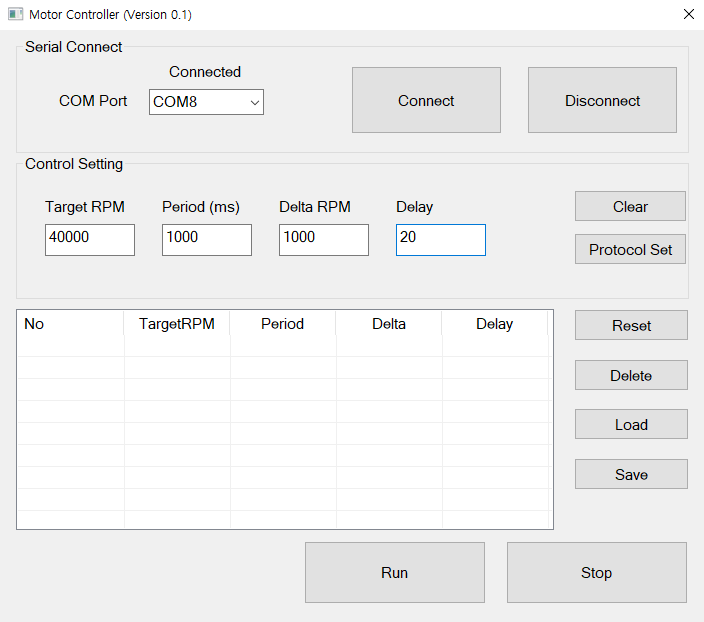 Motor Controller (Version 0.1)
Serial Connect
Connected
COM Port COM8 Connect Disconnect
Control Setting
Target RPM Period (ms) Delta RPM Delay Clear
40000 1000 1000 20
Protocol Set
No TargetRPM Period Delta Delay Reset
Delete
Load
Save
Run Stop